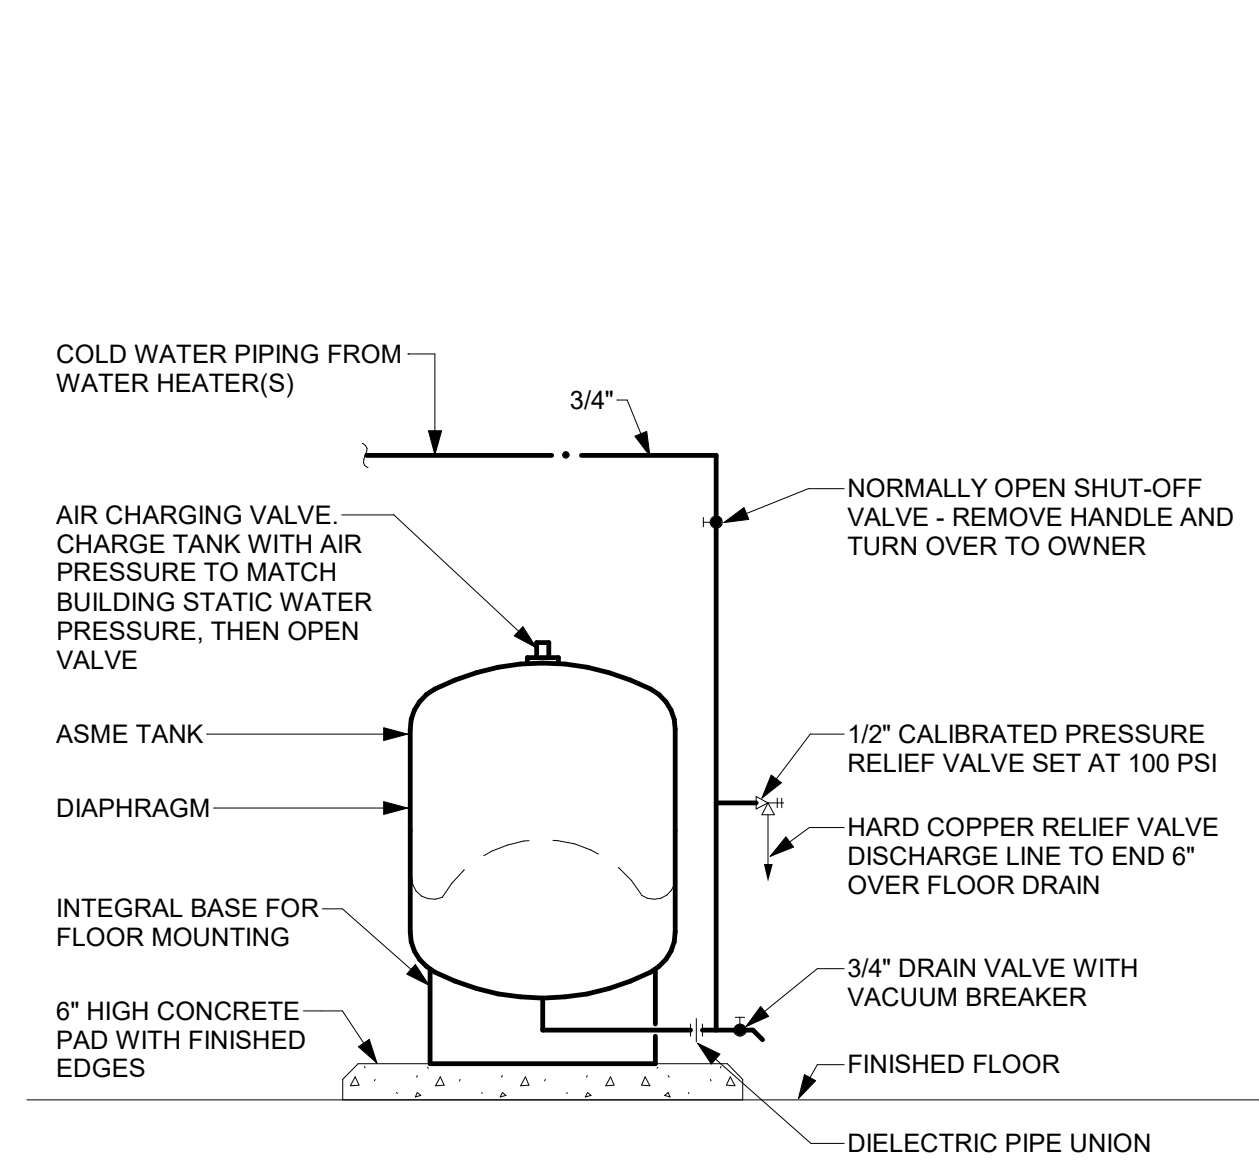 COLD WATER PIPING FROM
WATER HEATER(S)
3/4"
AIR CHARGING VALVE.
CHARGE TANK WITH AIR
PRESSURE TO MATCH
BUILDING STATIC WATER
PRESSURE, THEN OPEN
VALVE
ASME TANK
DIAPHRAGM
INTEGRAL BASE FOR
FLOOR MOUNTING
6" HIGH CONCRETE
PAD WITH FINISHED
EDGES
NORMALLY OPEN SHUT-OFF
VALVE - REMOVE HANDLE AND
TURN OVER TO OWNER
1/2" CALIBRATED PRESSURE
RELIEF VALVE SET AT 100 PSI
HARD COPPER RELIEF VALVE
DISCHARGE LINE TO END 6"
OVER FLOOR DRAIN
3/4" DRAIN VALVE WITH
VACUUM BREAKER
FINISHED FLOOR
DIELECTRIC PIPE UNION